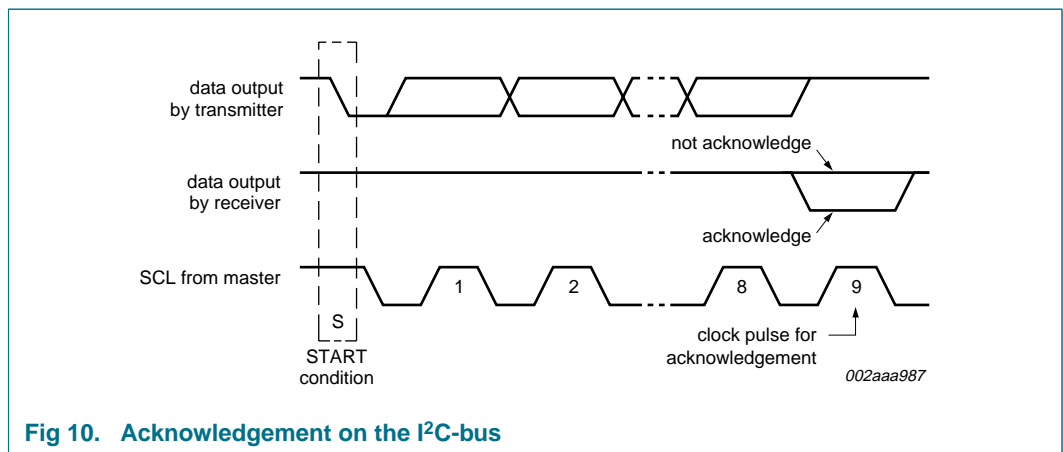 data output
by transmitter
not acknowledge
data output
by receiver
acknowledge
SCL from master
1
2
8
9
S
START
condition
clock pulse for
acknowledgement
002aaa987
Fig 10. Acknowledgement on the I²C-bus